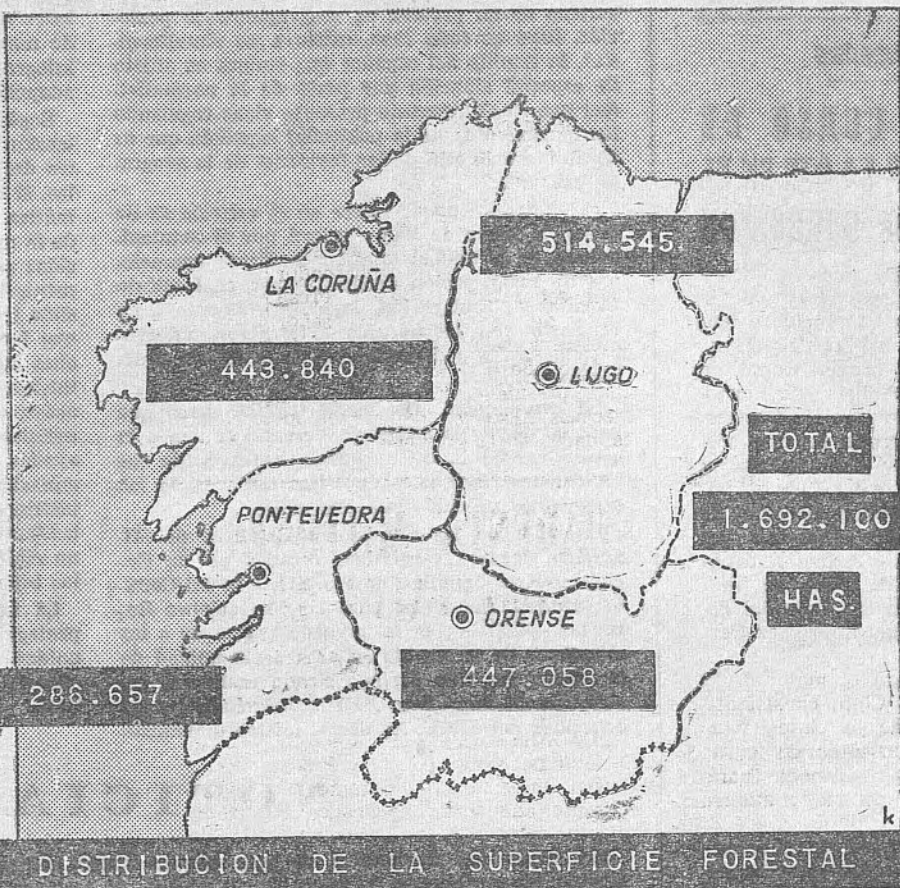 514.545
LA CORUÑA
443.840
LUGO
TOTAL
PONTEVEDRA
1.692.100
HAS.
ORENSE
447.058
286.657
k
DISTRIBUCION DE LA SUPERFICIE FORESTAL